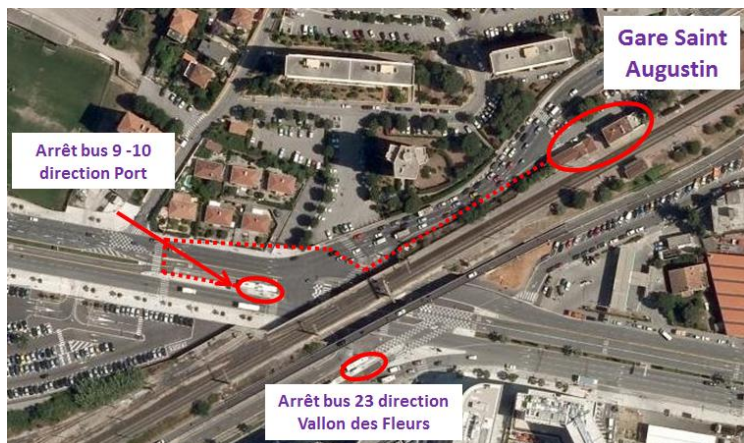 Gare Saint
Augustin
Arrêt bus 9 -10
direction Port
Arrêt bus 23 direction
Vallon des Fleurs